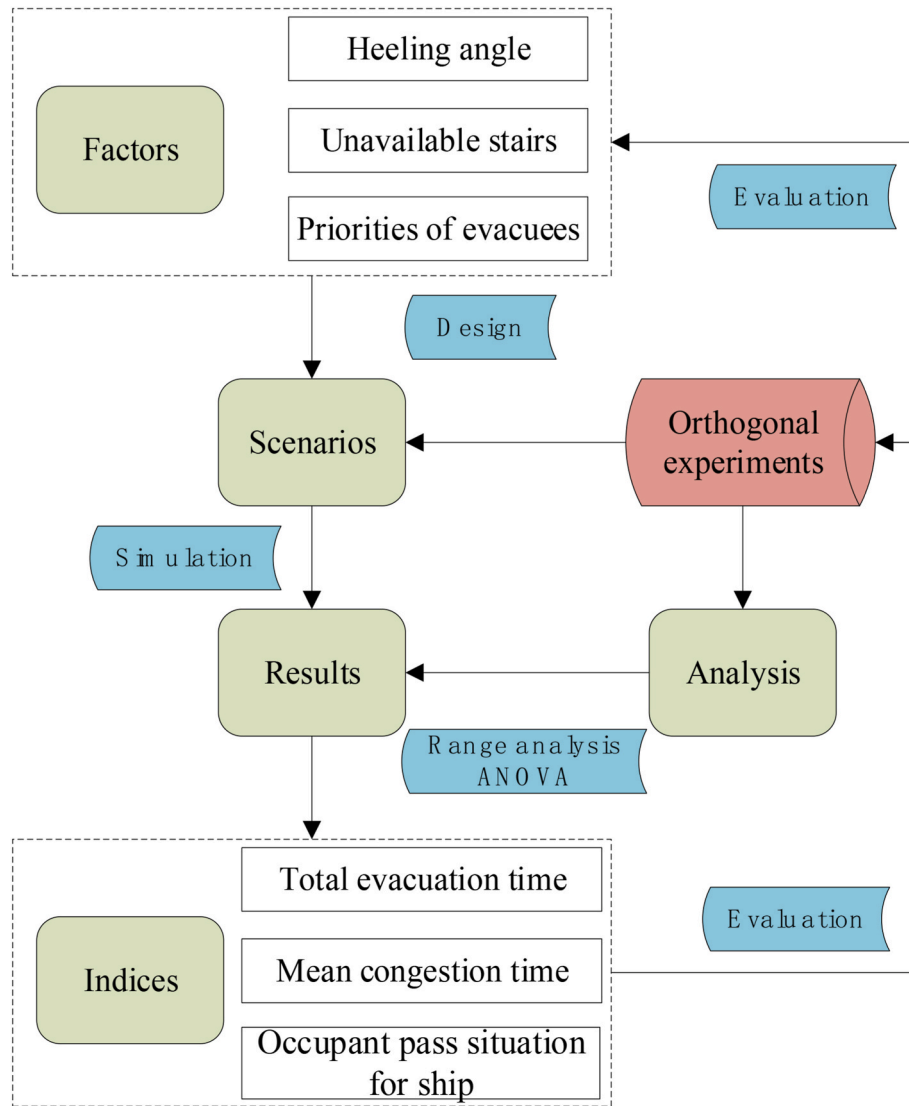 Heeling angle
Factors
Unavailable stairs
Priorities of evacuees
Evaluation
Design
Scenarios
Orthogonal
experiments
Simulation
Results
Analysis
Range analysis
ANOVA
Total evacuation time
Indices
Mean congestion time
Occupant pass situation
for ship
Evaluation